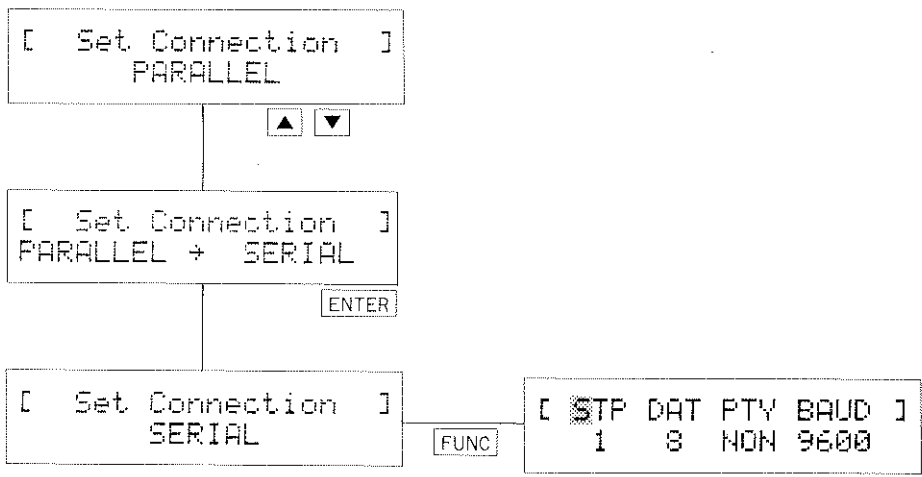 [ Set Connection ]
PARALLEL
▲ ▼
[ Set Connection ]
PARALLEL → SERIAL
ENTER
[ Set Connection ]
SERIAL
FUNC
[ STP DAT PTY BAUD ]
1 8 NON 9600